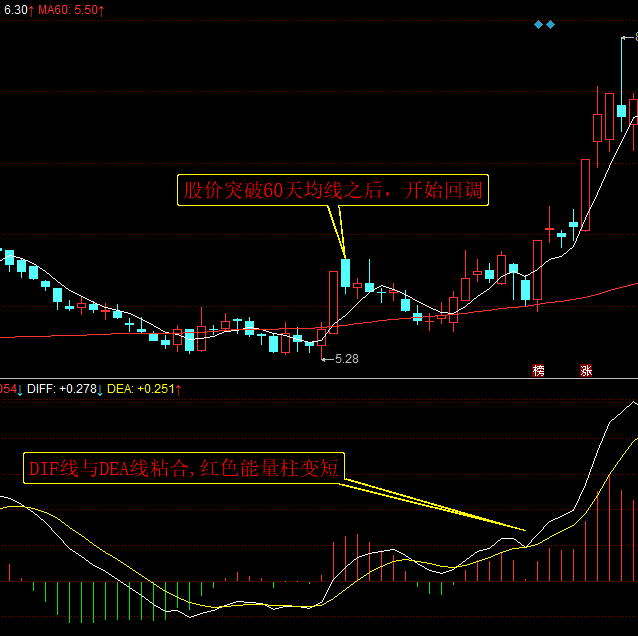 6.30↑ MA60: 5.50↑
股价突破60天均线之后，开始回调
←5.28
榜 涨
054↓ DIFF: +0.278↓ DEA: +0.251↑
DIF线与DEA线粘合,红色能量柱变短